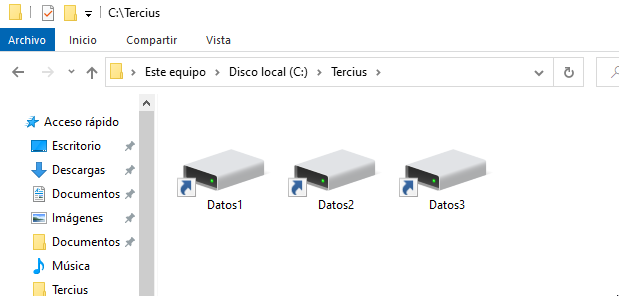 C:\Tercius
Archivo Inicio Compartir Vista
Este equipo Disco local (C:) Tercius
Acceso rápido
Escritorio
Descargas
Documentos
Imágenes
Documentos
Música
Tercius
Datos1 Datos2 Datos3